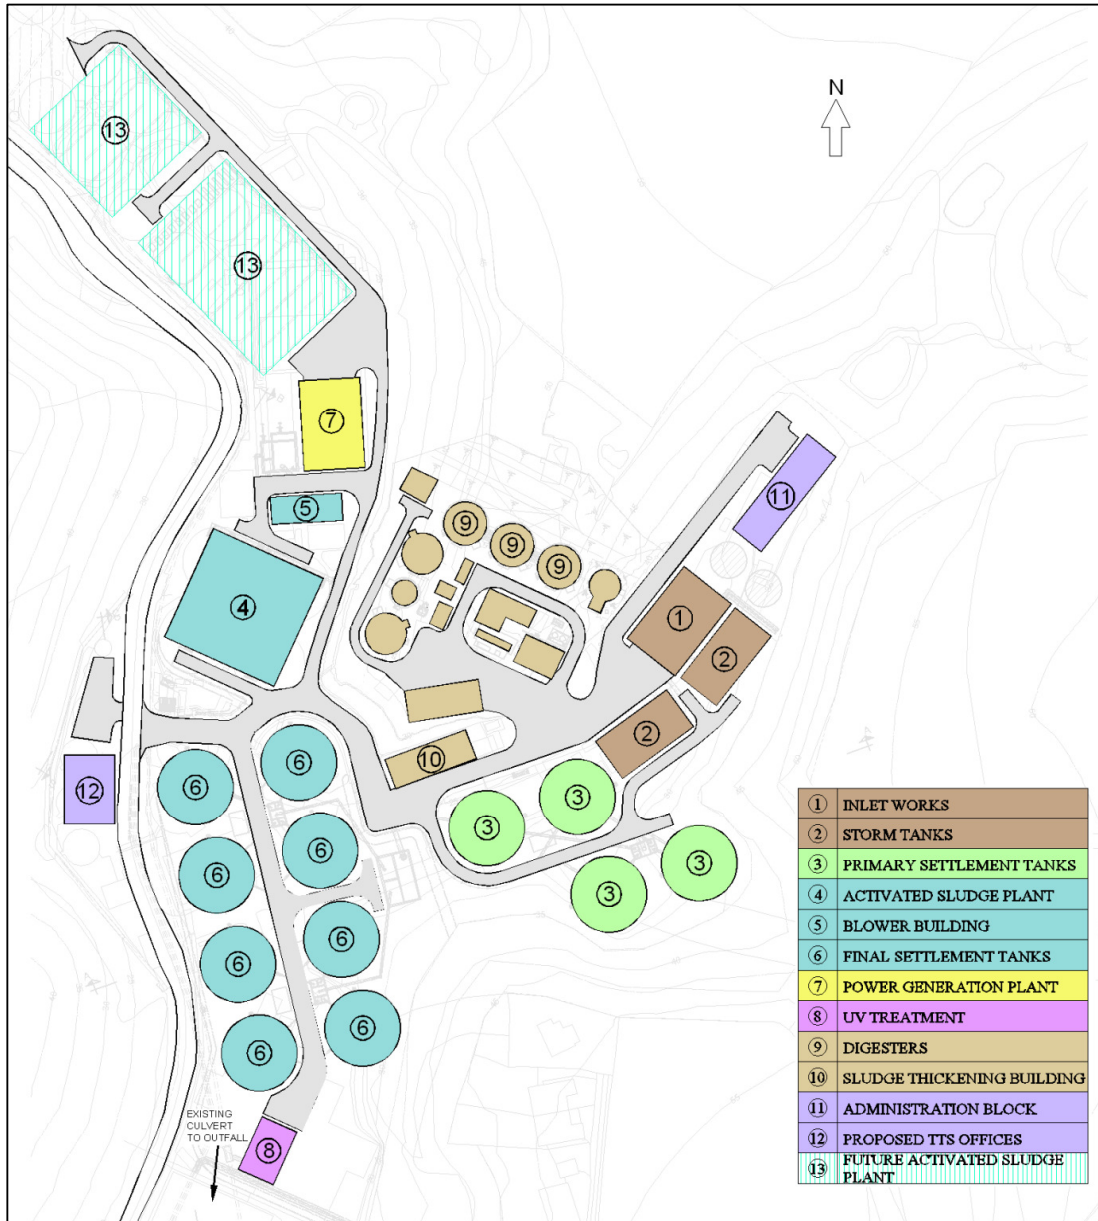 N
13
13
7
5
9
9
9
11
4
1
2
2
10
12
6
6
3
3
6
6
3
3
6
6
6
6
EXISTING
CULVERT
TO OUTFALL
8
1 INLET WORKS
2 STORM TANKS
3 PRIMARY SETTLEMENT TANKS
4 ACTIVATED SLUDGE PLANT
5 BLOWER BUILDING
6 FINAL SETTLEMENT TANKS
7 POWER GENERATION PLANT
8 UV TREATMENT
9 DIGESTERS
10 SLUDGE THICKENING BUILDING
11 ADMINISTRATION BLOCK
12 PROPOSED TTS OFFICES
13 FUTURE ACTIVATED SLUDGE
PLANT